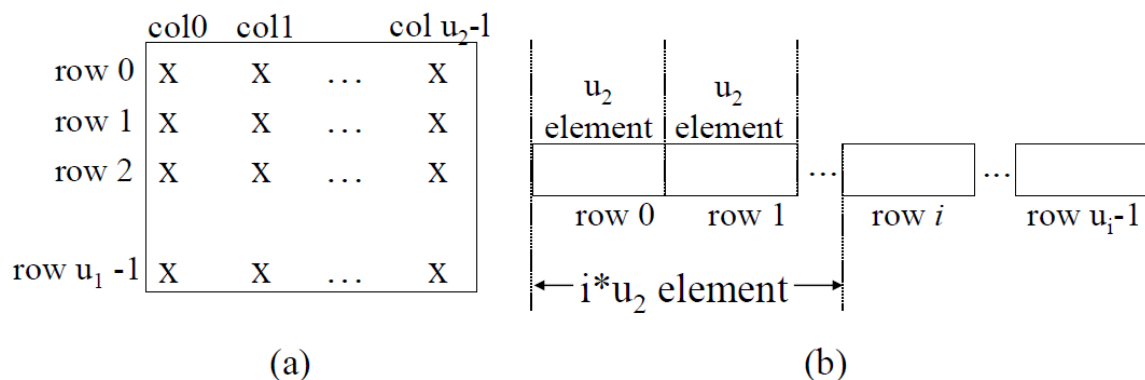 col0 col1 col u₂-1
row 0 X X ... X
row 1 X X ... X
row 2 X X ... X
row u₁ -1 X X ... X
(a)
u₂ u₂
element element
... ...
row 0 row 1 row i row uᵢ-1
i*u₂ element
(b)